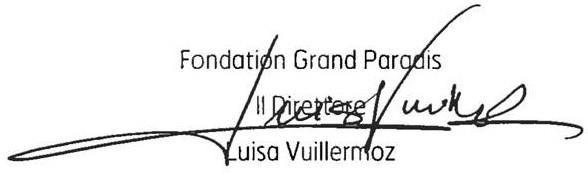 Fondation Grand Paradis
Il Direttore
Luisa Vuillermoz